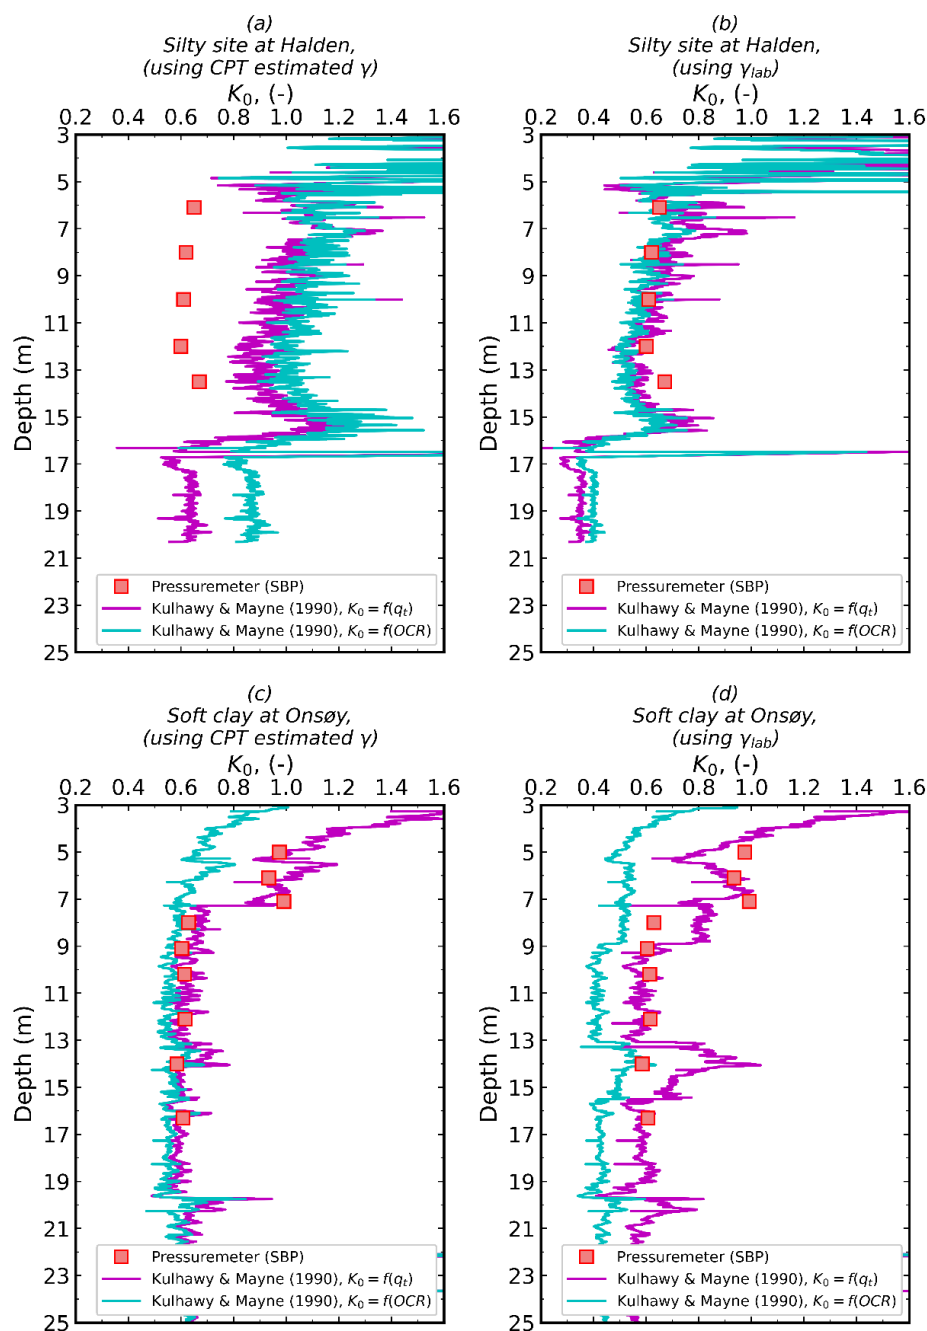 (a)
Silty site at Halden,
(using CPT estimated γ)
K₀, (-)
0.2 0.4 0.6 0.8 1.0 1.2 1.4 1.6
3
5
7
9
11
13
15
17
19
21
23
25
Depth (m)
Pressuremeter (SBP)
Kulhawy & Mayne (1990), K₀ = f(qₜ)
Kulhawy & Mayne (1990), K₀ = f(OCR)
(b)
Silty site at Halden,
(using γlab)
K₀, (-)
0.2 0.4 0.6 0.8 1.0 1.2 1.4 1.6
3
5
7
9
11
13
15
17
19
21
23
25
Depth (m)
Pressuremeter (SBP)
Kulhawy & Mayne (1990), K₀ = f(qₜ)
Kulhawy & Mayne (1990), K₀ = f(OCR)
(c)
Soft clay at Onsøy,
(using CPT estimated γ)
K₀, (-)
0.2 0.4 0.6 0.8 1.0 1.2 1.4 1.6
3
5
7
9
11
13
15
17
19
21
23
25
Depth (m)
Pressuremeter (SBP)
Kulhawy & Mayne (1990), K₀ = f(qₜ)
Kulhawy & Mayne (1990), K₀ = f(OCR)
(d)
Soft clay at Onsøy,
(using γlab)
K₀, (-)
0.2 0.4 0.6 0.8 1.0 1.2 1.4 1.6
3
5
7
9
11
13
15
17
19
21
23
25
Depth (m)
Pressuremeter (SBP)
Kulhawy & Mayne (1990), K₀ = f(qₜ)
Kulhawy & Mayne (1990), K₀ = f(OCR)